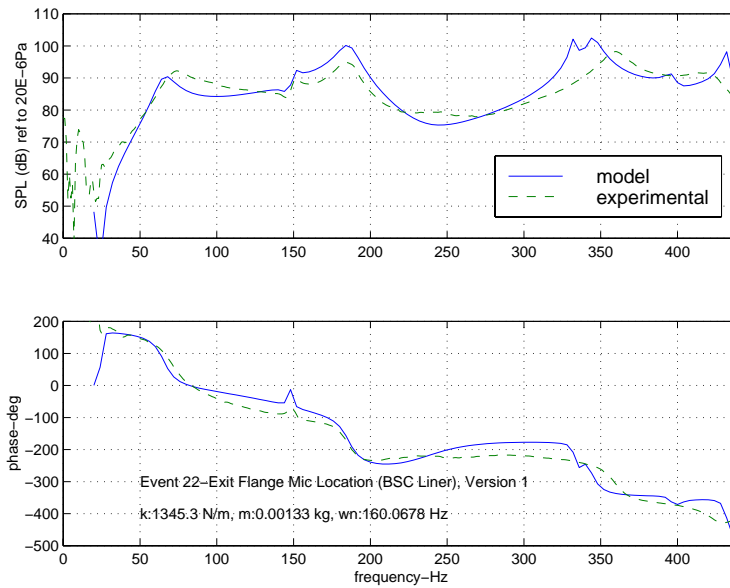 110
100
90
80
70
60
50
40
SPL (dB) ref to 20E−6Pa
model
experimental
0 50 100 150 200 250 300 350 400
200
100
0
−100
−200
−300
−400
−500
phase−deg
Event 22−Exit Flange Mic Location (BSC Liner), Version 1
k:1345.3 N/m, m:0.00133 kg, wn:160.0678 Hz
0 50 100 150 200 250 300 350 400
frequency−Hz